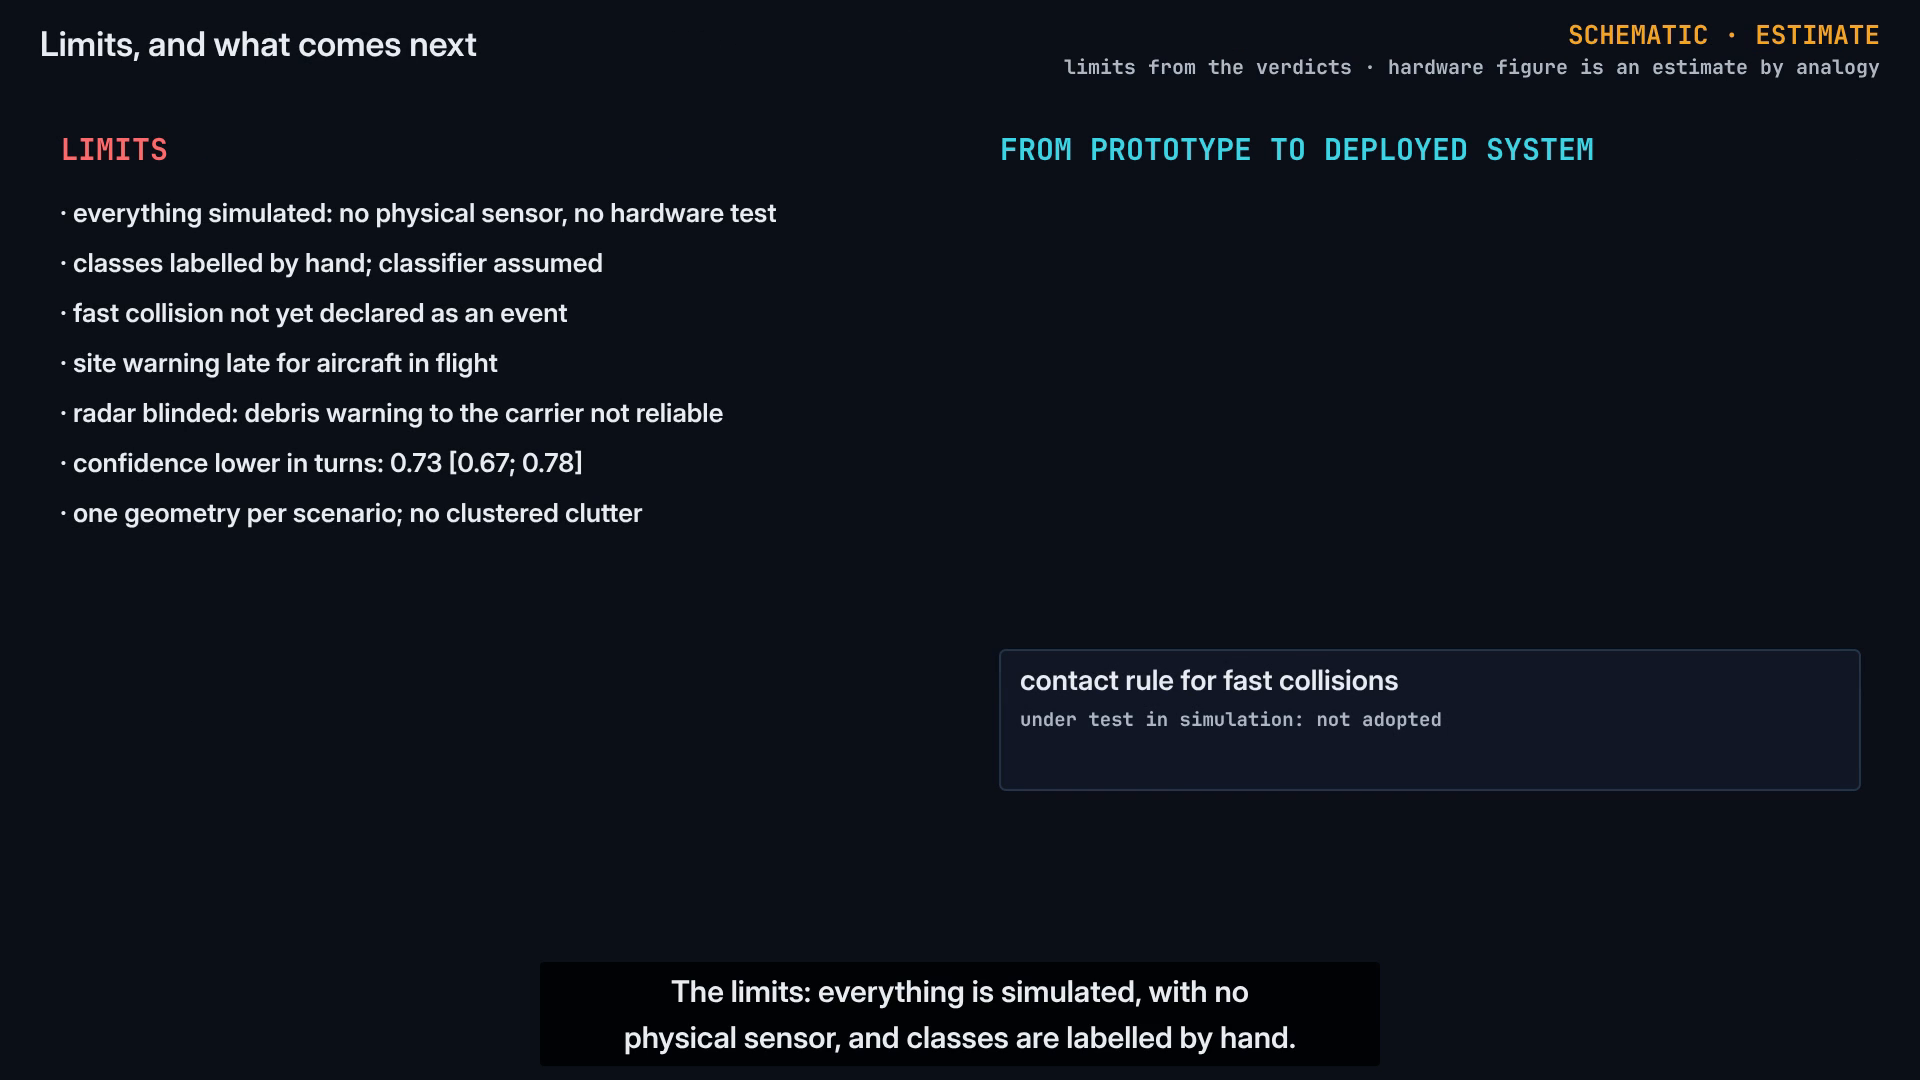 Limits, and what comes next
SCHEMATIC · ESTIMATE
limits from the verdicts · hardware figure is an estimate by analogy
LIMITS
· everything simulated: no physical sensor, no hardware test
· classes labelled by hand; classifier assumed
· fast collision not yet declared as an event
· site warning late for aircraft in flight
· radar blinded: debris warning to the carrier not reliable
· confidence lower in turns: 0.73 [0.67; 0.78]
· one geometry per scenario; no clustered clutter
FROM PROTOTYPE TO DEPLOYED SYSTEM
contact rule for fast collisions
under test in simulation: not adopted
The limits: everything is simulated, with no
physical sensor, and classes are labelled by hand.